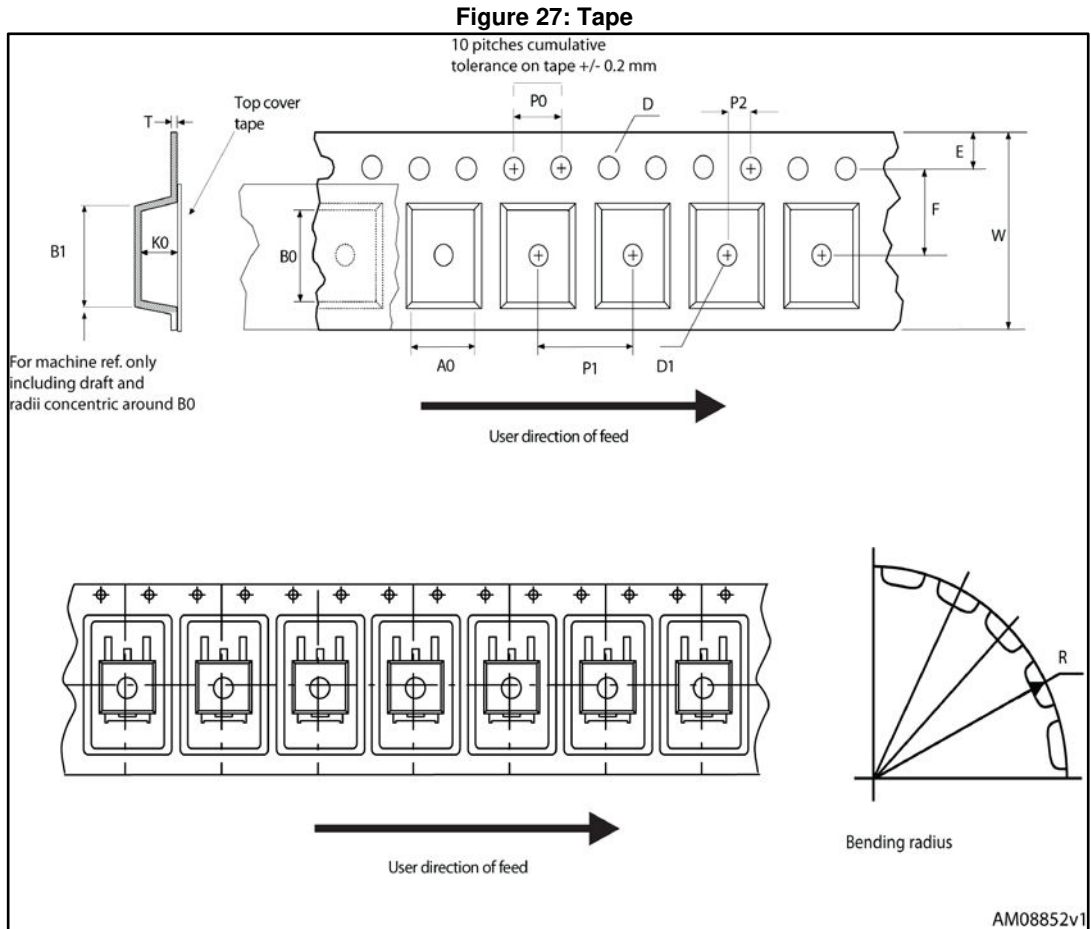 Figure 27: Tape
10 pitches cumulative
tolerance on tape +/- 0.2 mm
Top cover
tape
T
P0
D
P2
E
F
W
B1
K0
B0
A0
P1
D1
For machine ref. only
including draft and
radii concentric around B0
User direction of feed
R
Bending radius
User direction of feed
AM08852v1